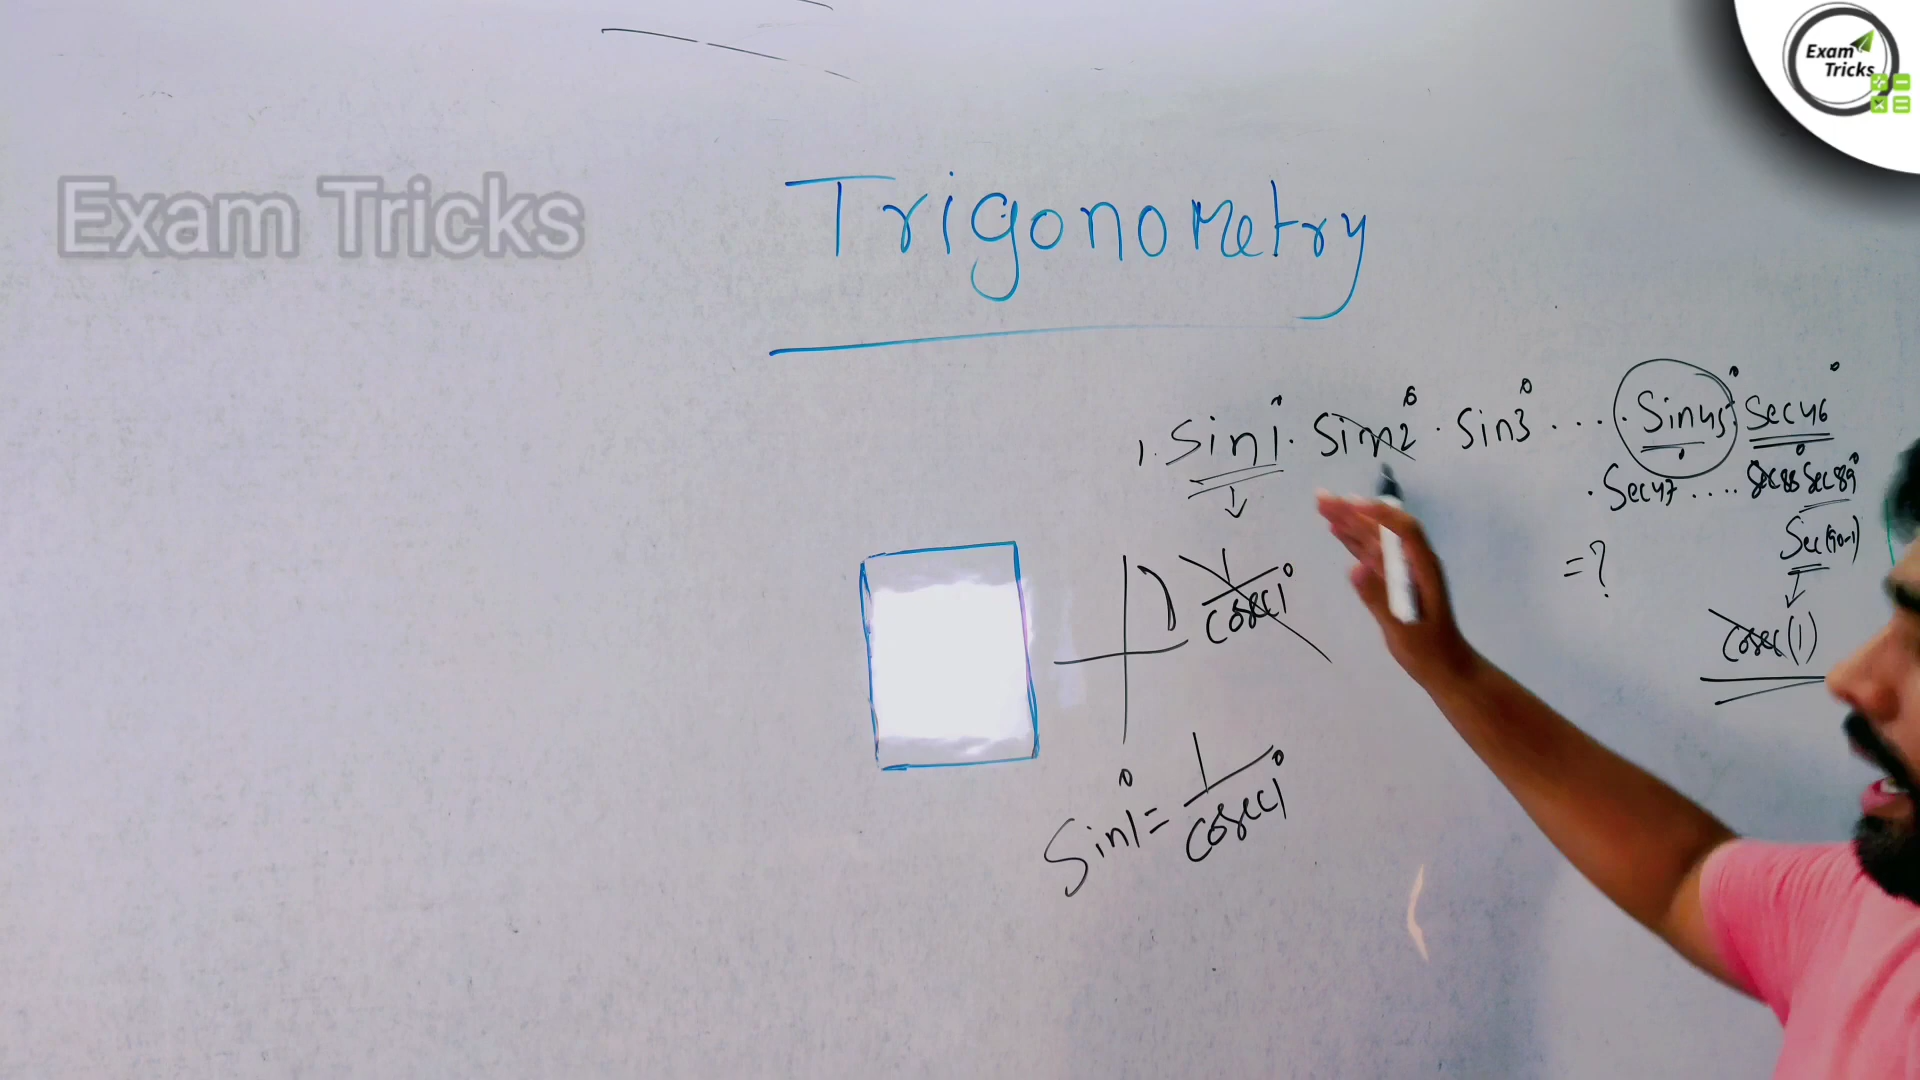 Exam
Tricks
Exam Tricks
Trigonometry
1. Sin1° · Sin2° · Sin3° ..... Sin45° Sec46°
· Sec47° .... Sec88° Sec89°
Sec(90-1)
= ?
1
cosec1°
cosec(1)
Sin1° = 1
cosec1°